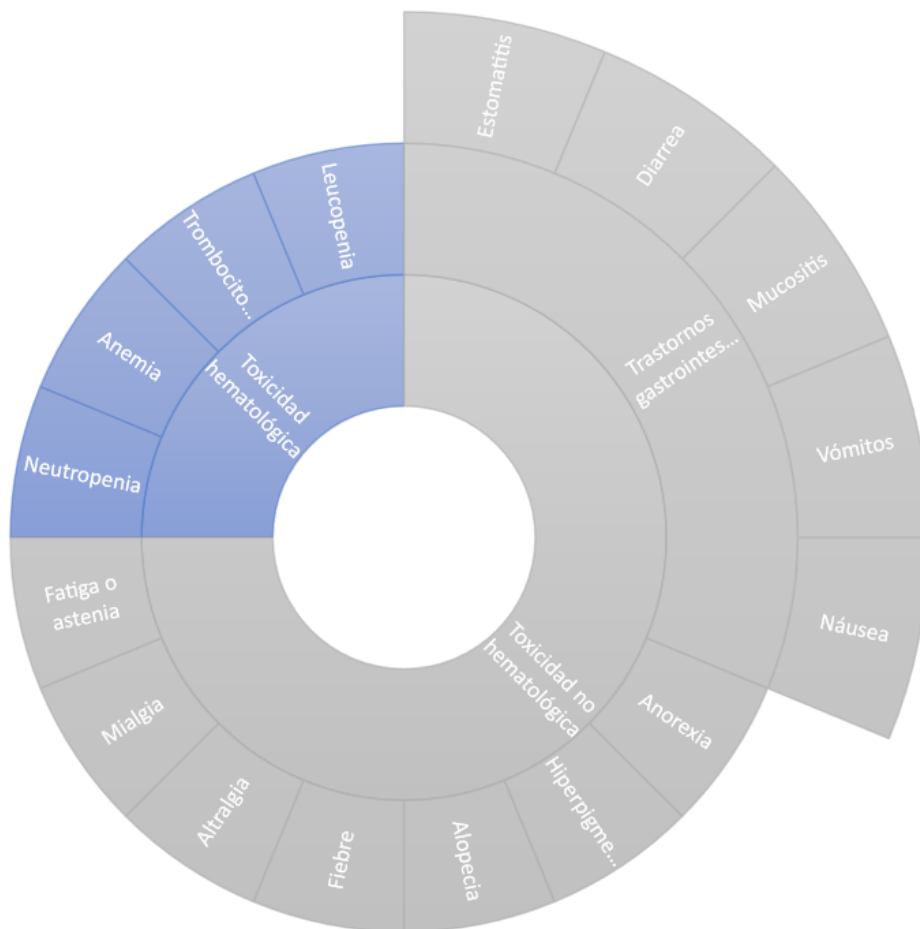 Estomatitis
Diarrea
Mucositis
Vómitos
Náusea
Trastornos
gastrointes...
Toxicidad no
hematológica
Anorexia
Hiperpigme...
Alopecia
Fiebre
Altralgia
Mialgia
Fatiga o
astenia
Toxicidad
hematológica
Neutropenia
Anemia
Trombocito...
Leucopenia